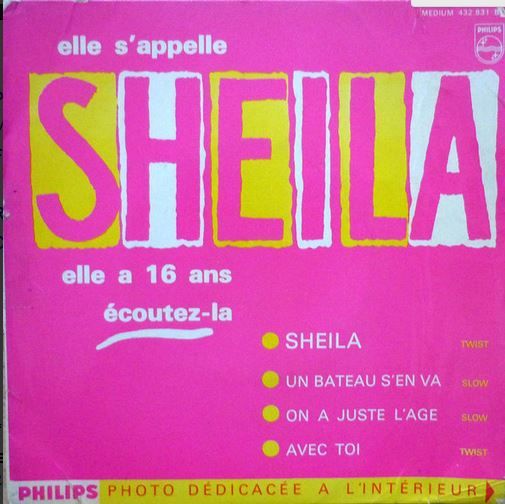 MEDIUM 432 831
PHILIPS
elle s'appelle
SHEILA
elle a 16 ans
écoutez-la
SHEILA TWIST
UN BATEAU S'EN VA SLOW
ON A JUSTE L'AGE SLOW
AVEC TOI TWIST
PHILIPS PHOTO DÉDICACÉE A L'INTÉRIEUR